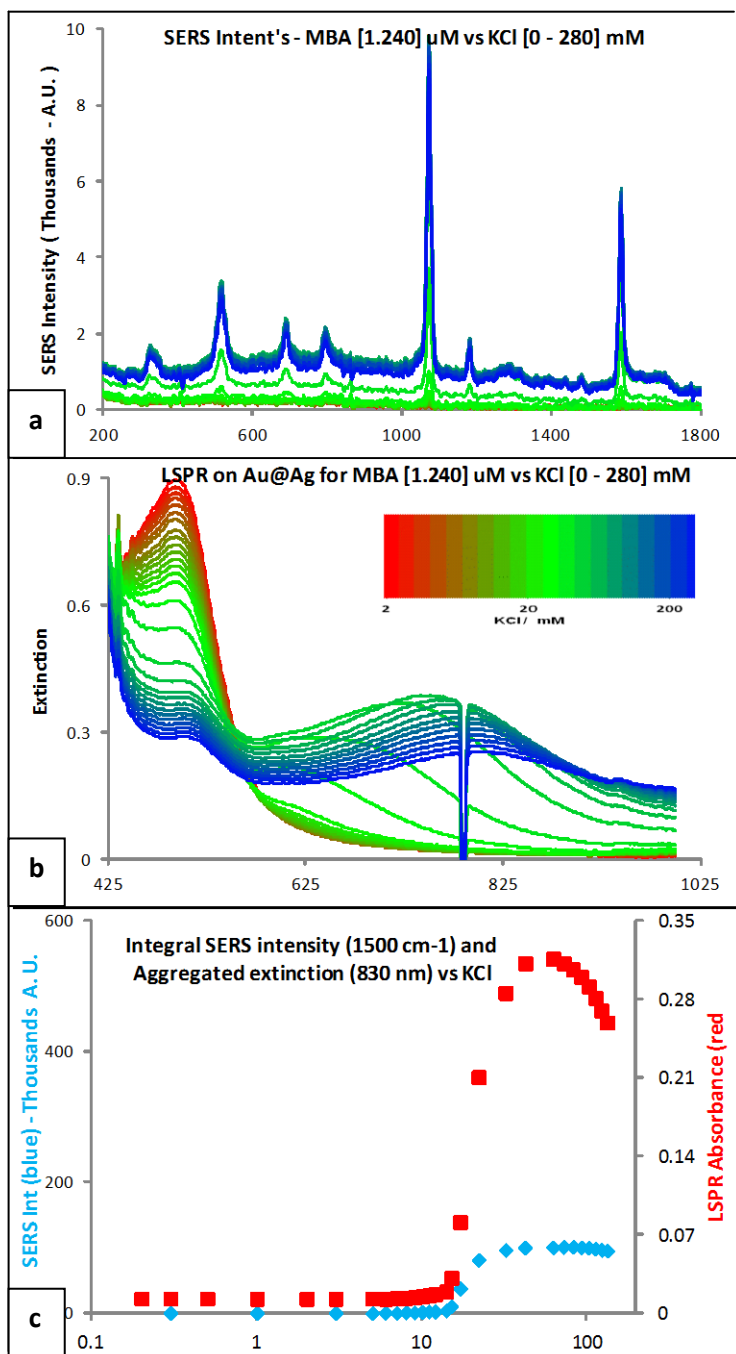 SERS Intent's - MBA [1.240] uM vs KCl [0 - 280] mM
SERS Intensity ( Thousands - A.U. )
10
8
6
4
2
0
200 600 1000 1400 1800
a
LSPR on Au@Ag for MBA [1.240] uM vs KCl [0 - 280] mM
Extinction
0.9
0.6
0.3
0
2 20 200
KCl / mM
425 625 825 1025
b
Integral SERS intensity (1500 cm-1) and
Aggregated extinction (830 nm) vs KCl
SERS Int (blue) - Thousands A. U.
600
400
200
0
LSPR Absorbance (red
0.35
0.28
0.21
0.14
0.07
0
0.1 1 10 100
c